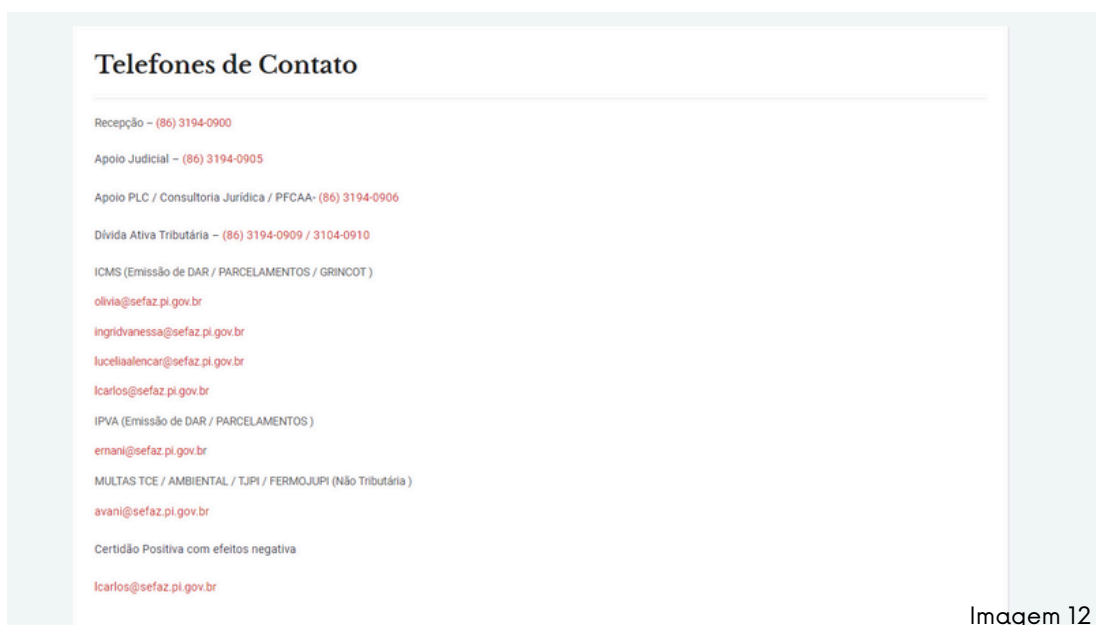 Telefones de Contato
Recepção – (86) 3194-0900
Apoio Judicial – (86) 3194-0905
Apoio PLC / Consultoria Jurídica / PFCAA- (86) 3194-0906
Dívida Ativa Tributária – (86) 3194-0909 / 3104-0910
ICMS (Emissão de DAR / PARCELAMENTOS / GRINCOT )
olivia@sefaz.pi.gov.br
ingridvanessa@sefaz.pi.gov.br
luceliaalencar@sefaz.pi.gov.br
lcarlos@sefaz.pi.gov.br
IPVA (Emissão de DAR / PARCELAMENTOS )
ernani@sefaz.pi.gov.br
MULTAS TCE / AMBIENTAL / TJPI / FERMOJUPI (Não Tributária )
avani@sefaz.pi.gov.br
Certidão Positiva com efeitos negativa
lcarlos@sefaz.pi.gov.br
Imagem 12